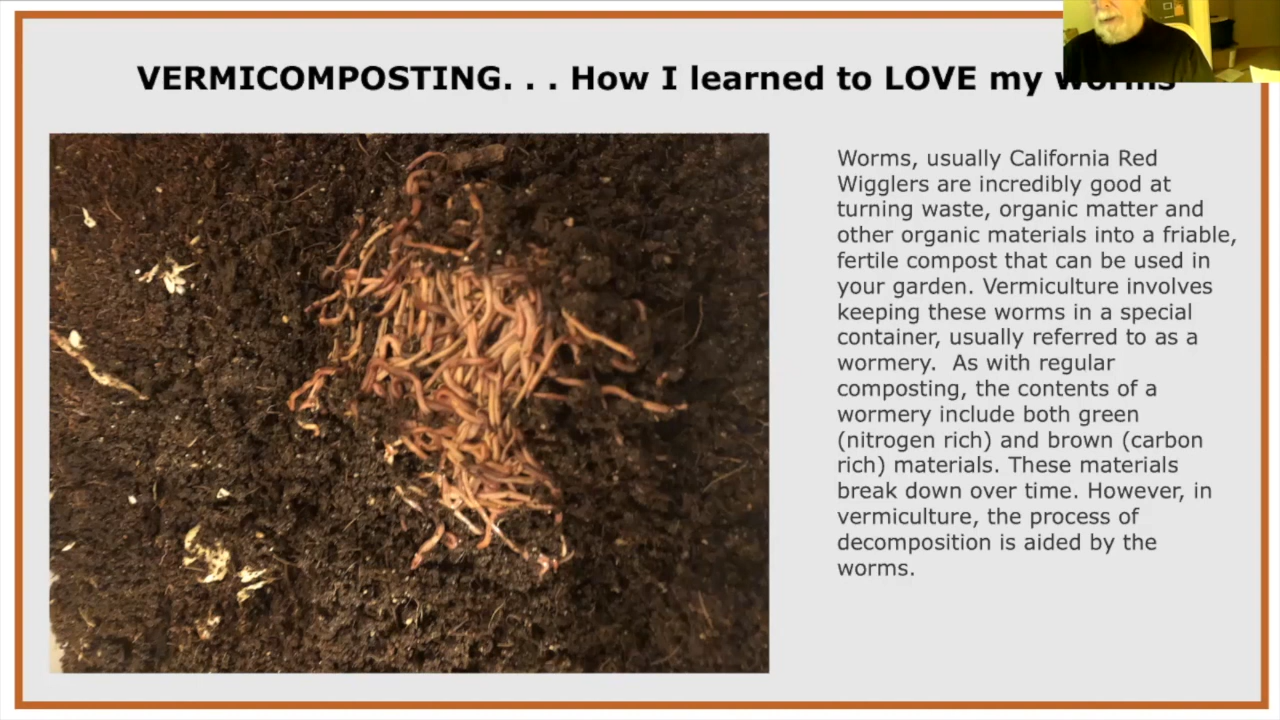 VERMICOMPOSTING. . . How I learned to LOVE my worms
Worms, usually California Red
Wigglers are incredibly good at
turning waste, organic matter and
other organic materials into a friable,
fertile compost that can be used in
your garden. Vermiculture involves
keeping these worms in a special
container, usually referred to as a
wormery.  As with regular
composting, the contents of a
wormery include both green
(nitrogen rich) and brown (carbon
rich) materials. These materials
break down over time. However, in
vermiculture, the process of
decomposition is aided by the
worms.